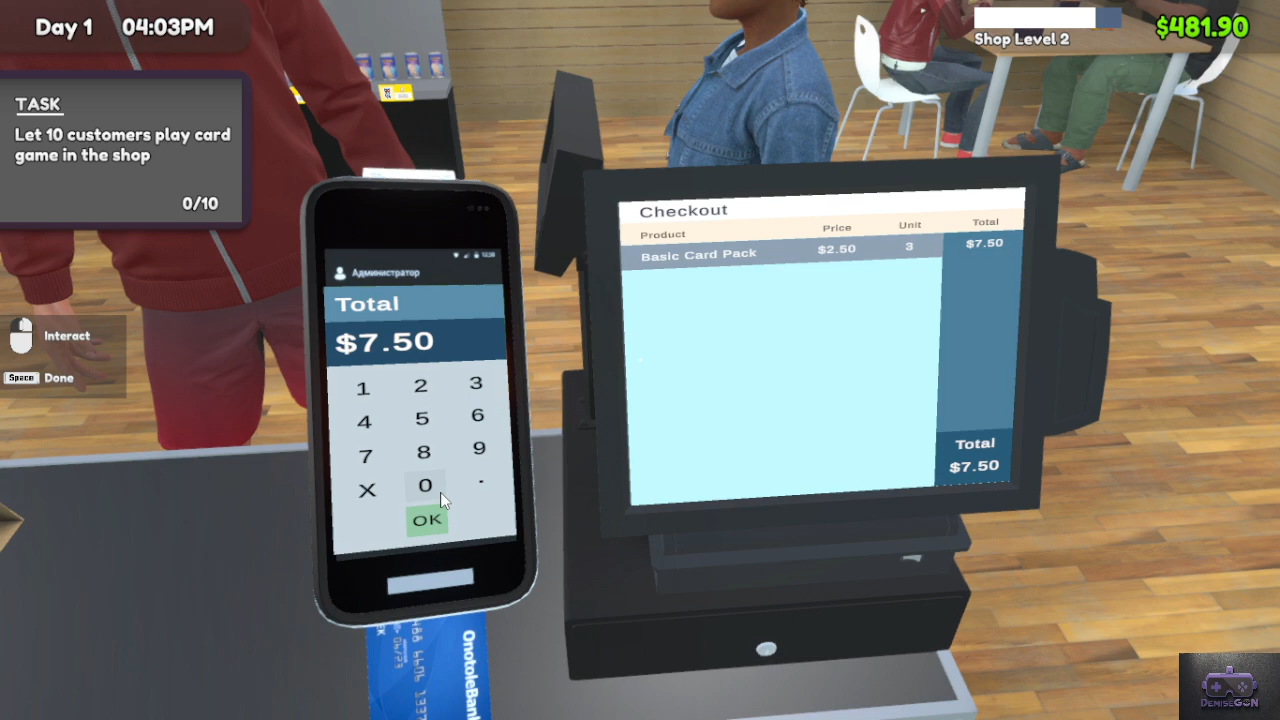 Day 1 04:03PM
Shop Level 2
$481.90
TASK
Let 10 customers play card
game in the shop
0/10
Interact
Space Done
Администратор
Total
$7.50
1 2 3
4 5 6
7 8 9
X 0 .
OK
Checkout
Product Price Unit Total
Basic Card Pack $2.50 3 $7.50
Total
$7.50
OnotoleBank
DEMISEGON